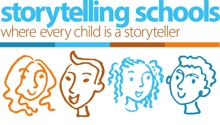 storytelling schools
where every child is a storyteller